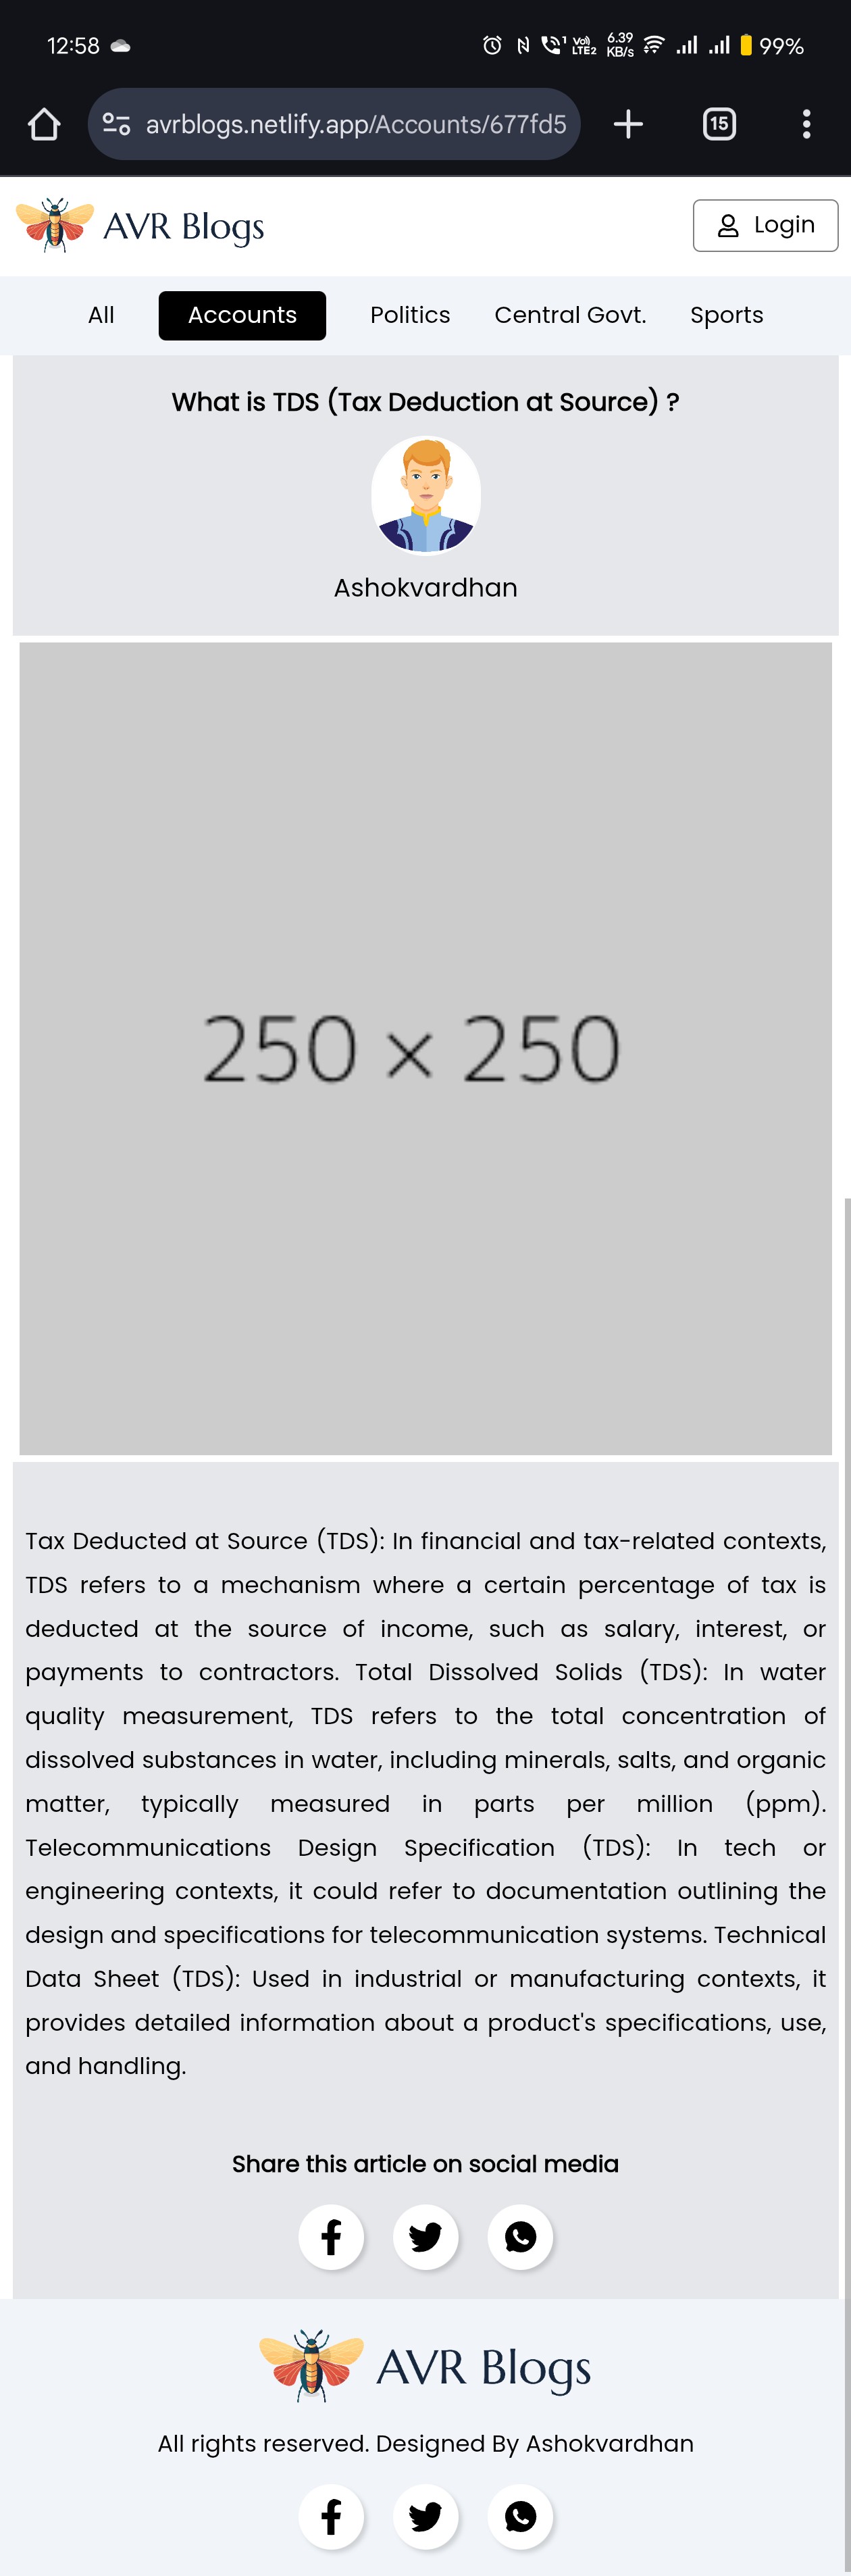 12:58
Vo) LTE2
6.39 KB/s
99%
avrblogs.netlify.app/Accounts/677fd5
15
AVR Blogs
Login
All Accounts Politics Central Govt. Sports
What is TDS (Tax Deduction at Source) ?
Ashokvardhan
250 × 250
Tax Deducted at Source (TDS): In financial and tax-related contexts,
TDS refers to a mechanism where a certain percentage of tax is
deducted at the source of income, such as salary, interest, or
payments to contractors. Total Dissolved Solids (TDS): In water
quality measurement, TDS refers to the total concentration of
dissolved substances in water, including minerals, salts, and organic
matter, typically measured in parts per million (ppm).
Telecommunications Design Specification (TDS): In tech or
engineering contexts, it could refer to documentation outlining the
design and specifications for telecommunication systems. Technical
Data Sheet (TDS): Used in industrial or manufacturing contexts, it
provides detailed information about a product's specifications, use,
and handling.
Share this article on social media
AVR Blogs
All rights reserved. Designed By Ashokvardhan